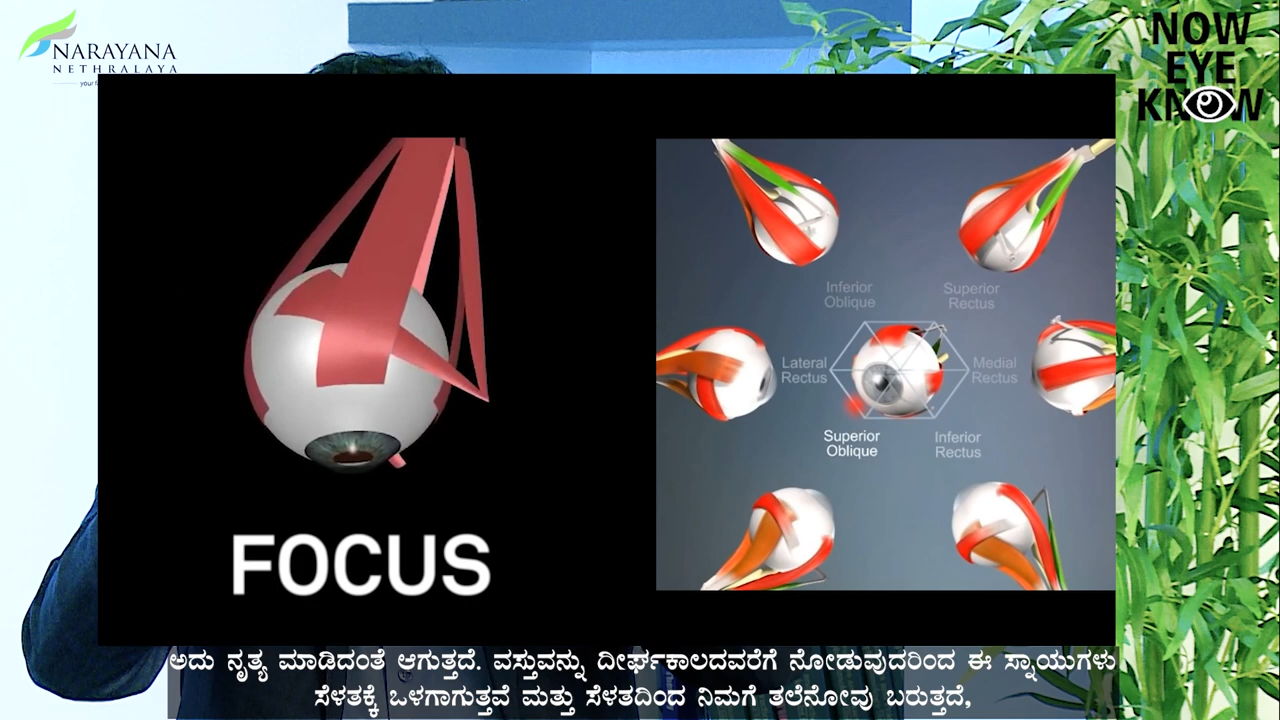 NARAYANA
NETHRALAYA
NOW
EYE
KNOW
Inferior
Oblique
Superior
Rectus
Lateral
Rectus
Medial
Rectus
Superior
Oblique
Inferior
Rectus
FOCUS
ಅದು ನೃತ್ಯ ಮಾಡಿದಂತೆ ಆಗುತ್ತದೆ. ವಸ್ತುವನ್ನು ದೀರ್ಘಕಾಲದವರೆಗೆ ನೋಡುವುದರಿಂದ ಈ ಸ್ನಾಯುಗಳು
ಸೆಳತಕ್ಕೆ ಒಳಗಾಗುತ್ತವೆ ಮತ್ತು ಸೆಳತದಿಂದ ನಿಮಗೆ ತಲೆನೋವು ಬರುತ್ತದೆ,